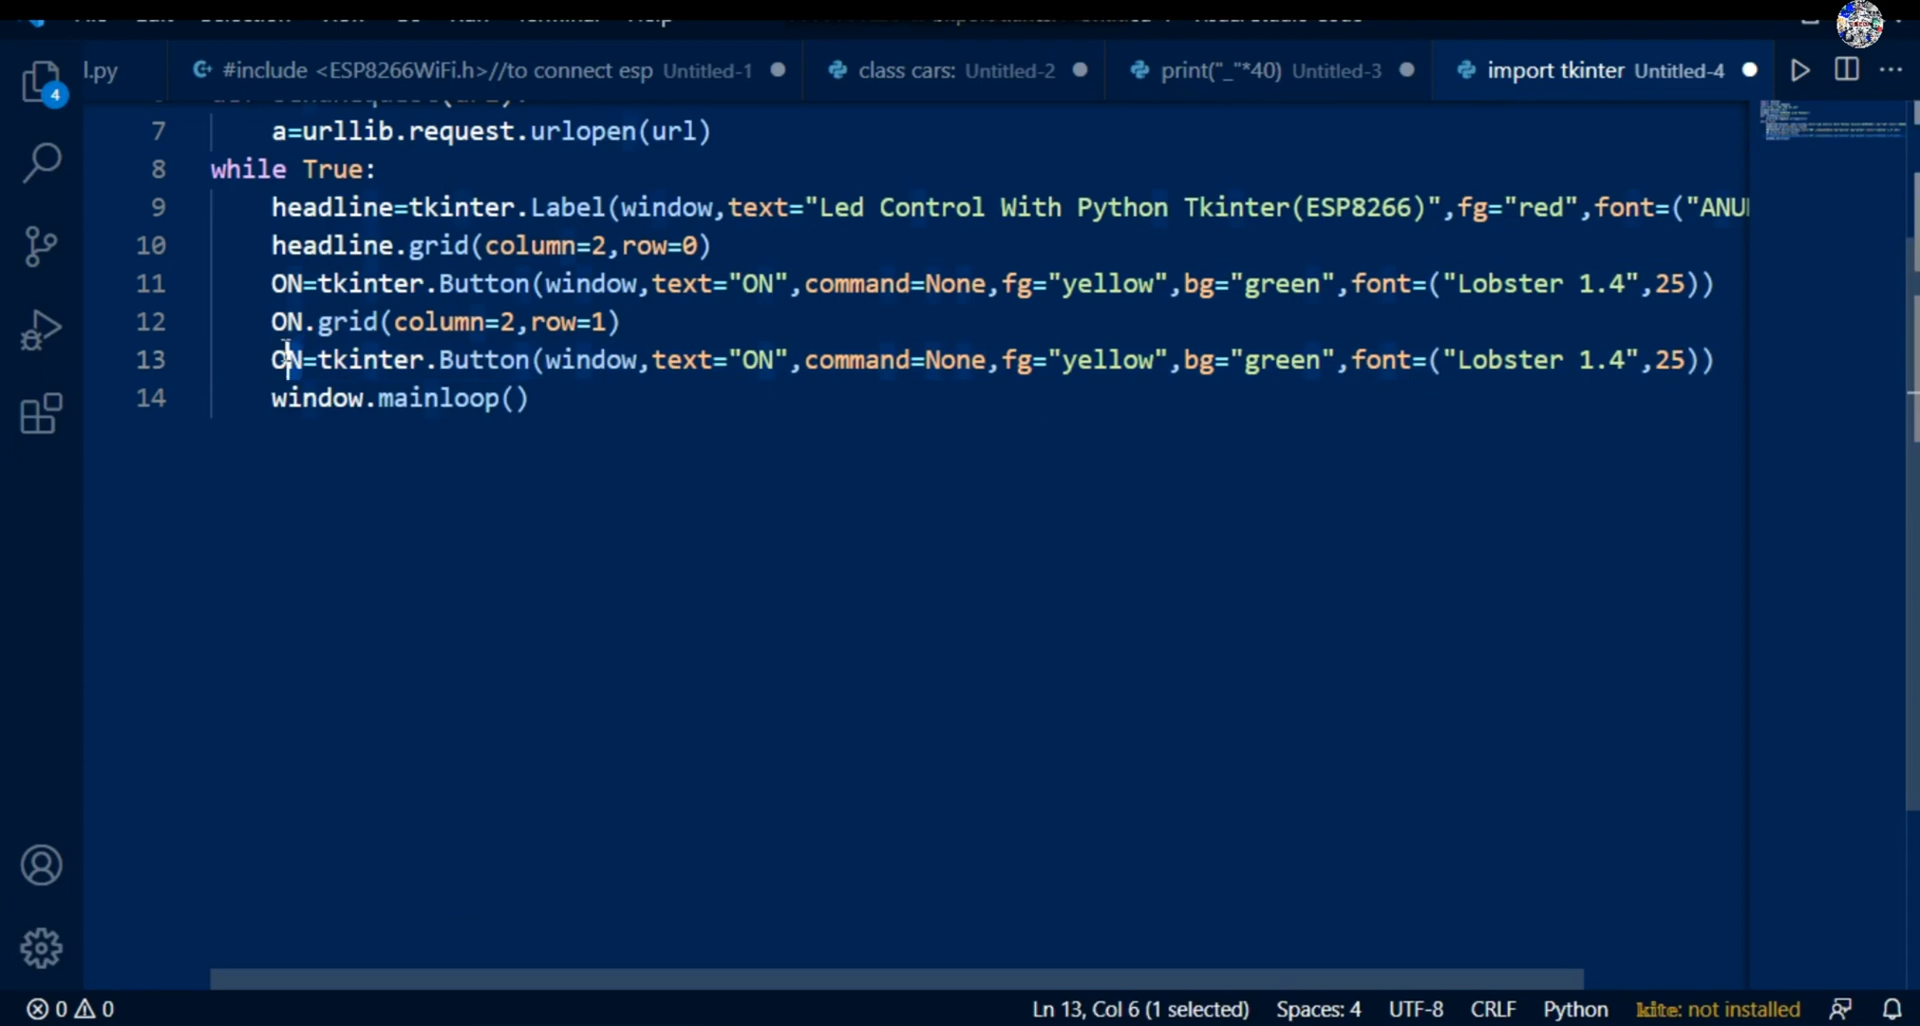 l.py
#include <ESP8266WiFi.h>//to connect esp Untitled-1
class cars: Untitled-2
print("_"*40) Untitled-3
import tkinter Untitled-4
4
7 a=urllib.request.urlopen(url)
8 while True:
9 headline=tkinter.Label(window,text="Led Control With Python Tkinter(ESP8266)",fg="red",font=("ANU
10 headline.grid(column=2,row=0)
11 ON=tkinter.Button(window,text="ON",command=None,fg="yellow",bg="green",font=("Lobster 1.4",25))
12 ON.grid(column=2,row=1)
13 ON=tkinter.Button(window,text="ON",command=None,fg="yellow",bg="green",font=("Lobster 1.4",25))
14 window.mainloop()
0 0
Ln 13, Col 6 (1 selected) Spaces: 4 UTF-8 CRLF Python kite: not installed